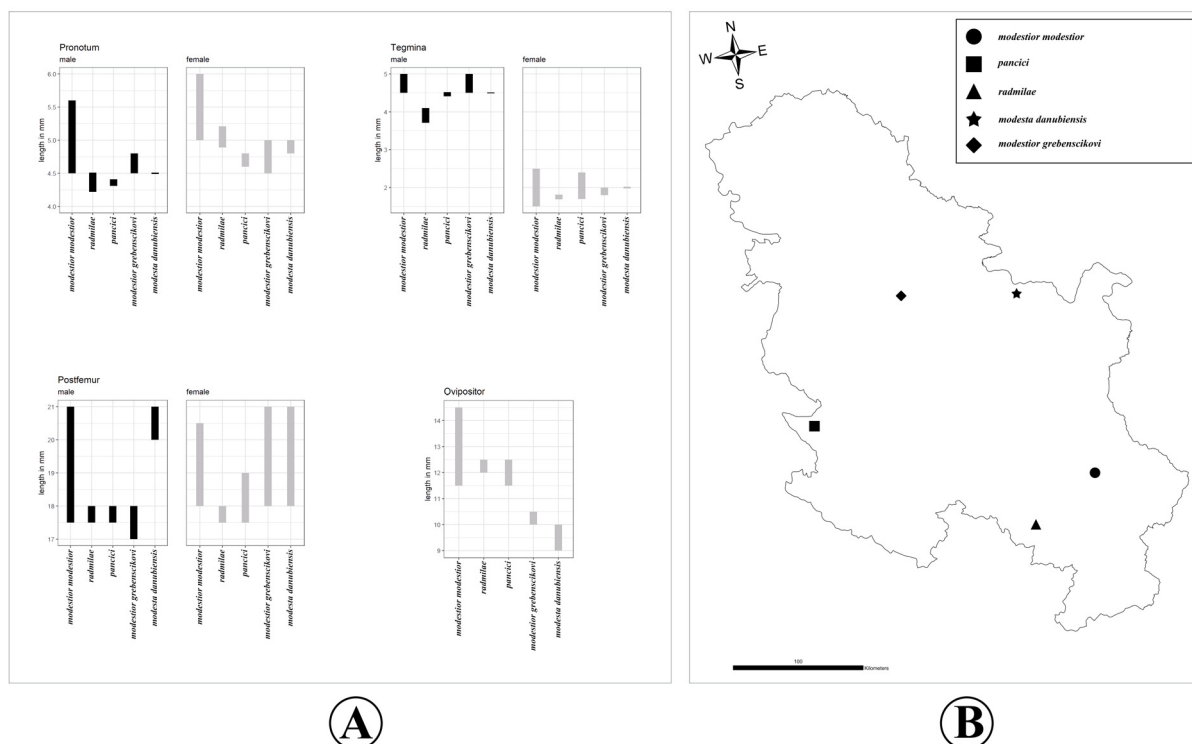 Pronotum
male
female
length in mm
6.0
5.5
5.0
4.5
4.0
modestior modestior
radmilae
pancici
modestior grebenscikovi
modesta danubiensis
modestior modestior
radmilae
pancici
modestior grebenscikovi
modesta danubiensis
Tegmina
male
female
length in mm
5
4
3
2
modestior modestior
radmilae
pancici
modestior grebenscikovi
modesta danubiensis
modestior modestior
radmilae
pancici
modestior grebenscikovi
modesta danubiensis
Postfemur
male
female
length in mm
21
20
19
18
17
modestior modestior
radmilae
pancici
modestior grebenscikovi
modesta danubiensis
modestior modestior
radmilae
pancici
modestior grebenscikovi
modesta danubiensis
Ovipositor
length in mm
14
13
12
11
10
9
modestior modestior
radmilae
pancici
modestior grebenscikovi
modesta danubiensis
A
N
W E
S
modestior modestior
pancici
radmilae
modesta danubiensis
modestior grebenscikovi
100
Kilometers
B